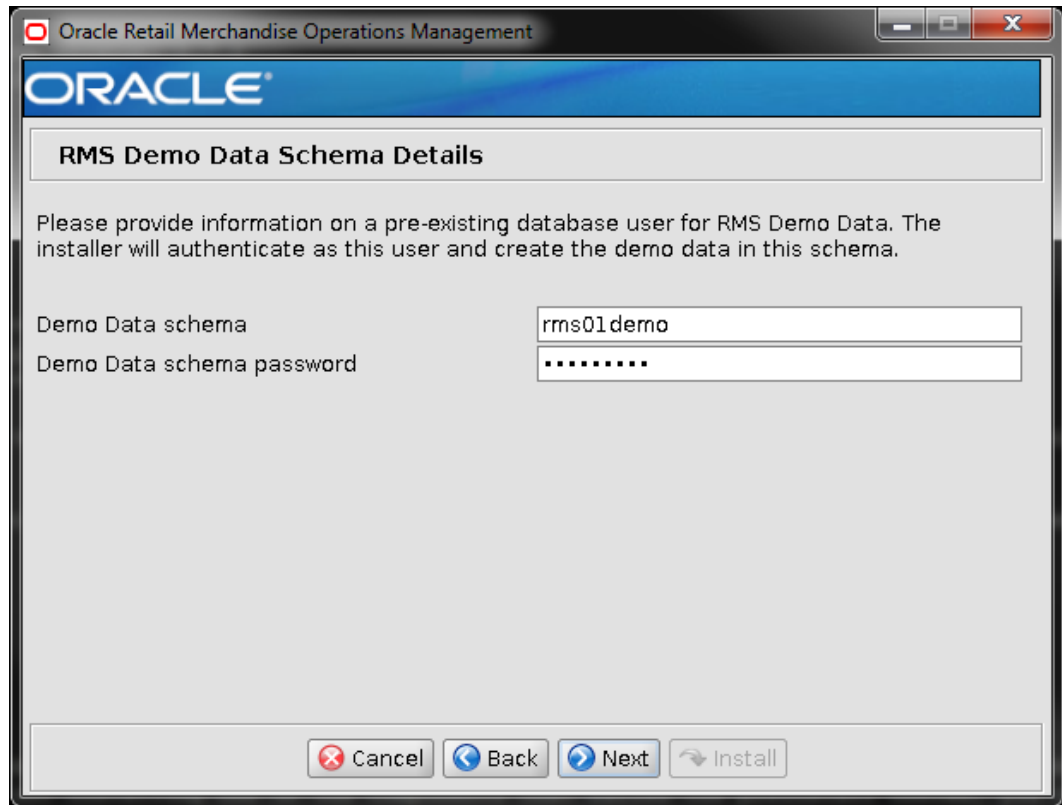 Oracle Retail Merchandise Operations Management
ORACLE®
RMS Demo Data Schema Details
Please provide information on a pre-existing database user for RMS Demo Data. The
installer will authenticate as this user and create the demo data in this schema.
Demo Data schema rms01demo
Demo Data schema password •••••••••
Cancel Back Next Install